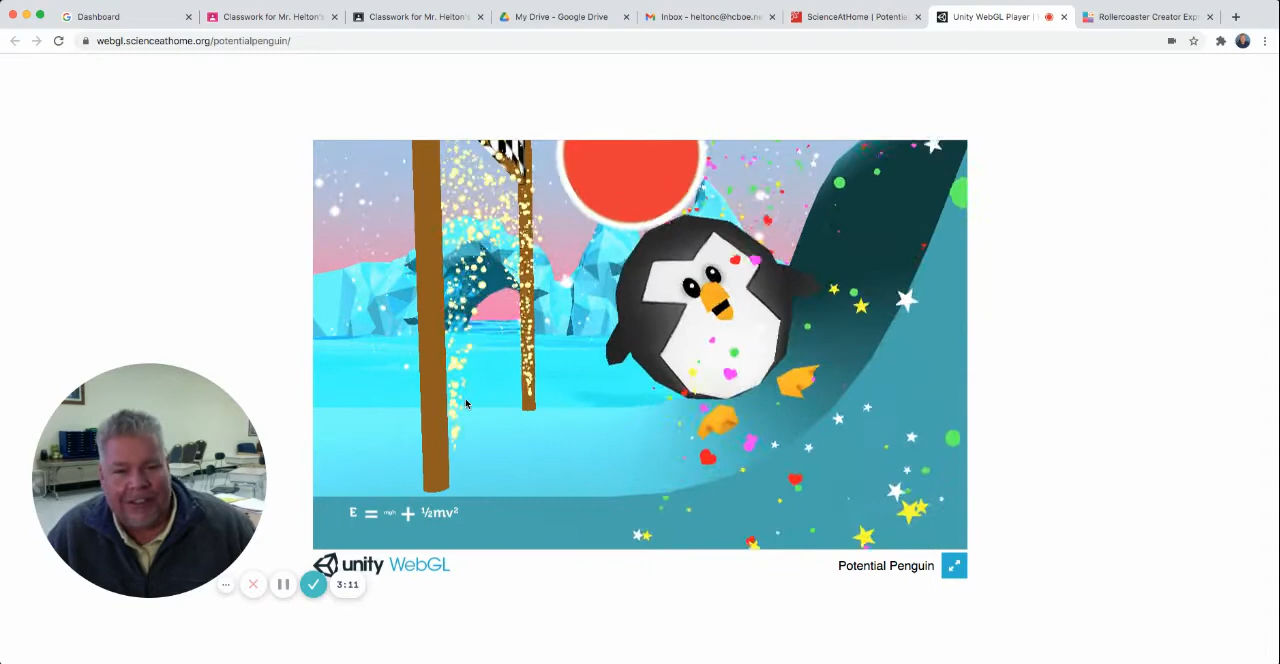 Dashboard
Classwork for Mr. Helton's
Classwork for Mr. Helton's
My Drive - Google Drive
Inbox - heltonc@hcboe.ne
ScienceAtHome | Potentia
Unity WebGL Player |
Rollercoaster Creator Exp
webgl.scienceathome.org/potentialpenguin/
E = mgh + ½mv²
unity WebGL
Potential Penguin
3:11